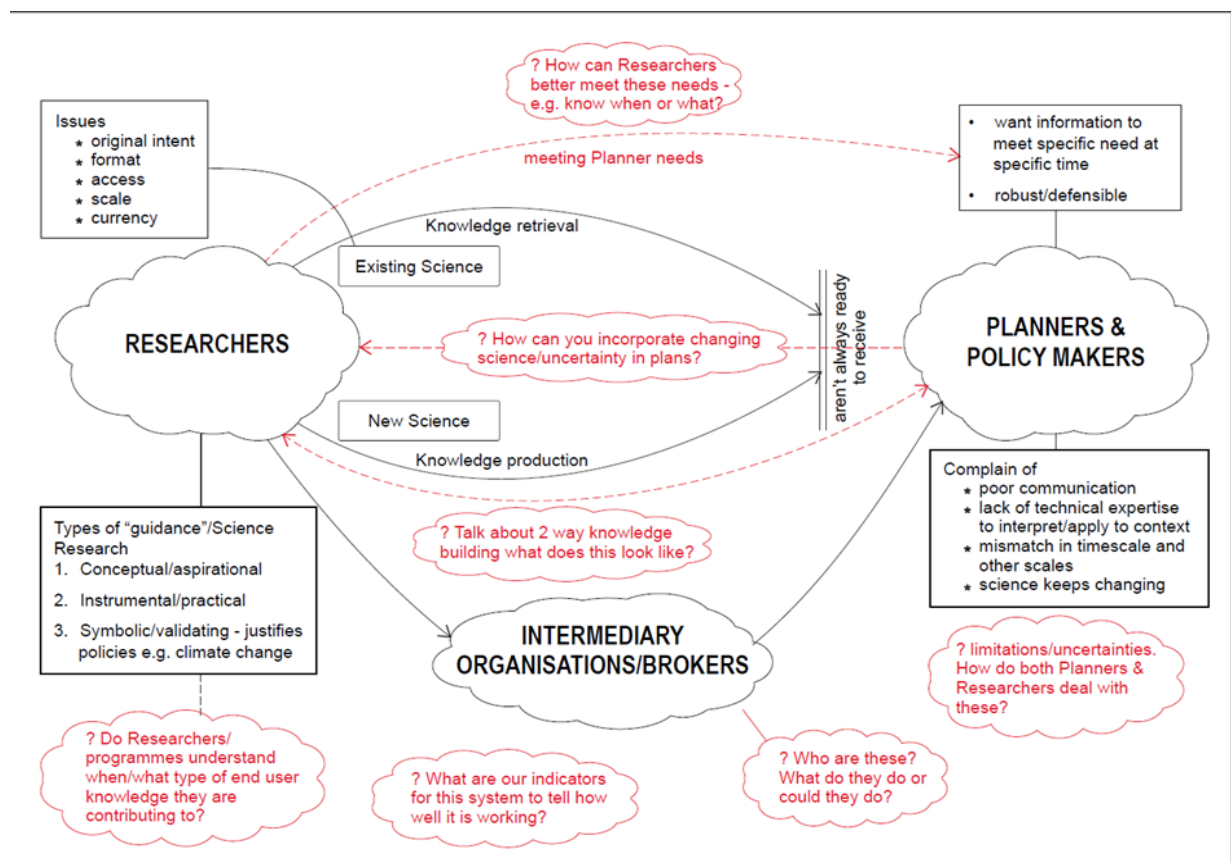 ? How can Researchers
better meet these needs -
e.g. know when or what?
Issues
* original intent
* format
* access
* scale
* currency
meeting Planner needs
• want information to
meet specific need at
specific time
• robust/defensible
Knowledge retrieval
Existing Science
RESEARCHERS
? How can you incorporate changing
science/uncertainty in plans?
aren't always ready
to receive
PLANNERS &
POLICY MAKERS
New Science
Knowledge production
Types of “guidance”/Science
Research
1. Conceptual/aspirational
2. Instrumental/practical
3. Symbolic/validating - justifies
policies e.g. climate change
? Talk about 2 way knowledge
building what does this look like?
Complain of
* poor communication
* lack of technical expertise
to interpret/apply to context
* mismatch in timescale and
other scales
* science keeps changing
INTERMEDIARY
ORGANISATIONS/BROKERS
? limitations/uncertainties.
How do both Planners &
Researchers deal with
these?
? Do Researchers/
programmes understand
when/what type of end user
knowledge they are
contributing to?
? What are our indicators
for this system to tell how
well it is working?
? Who are these?
What do they do or
could they do?